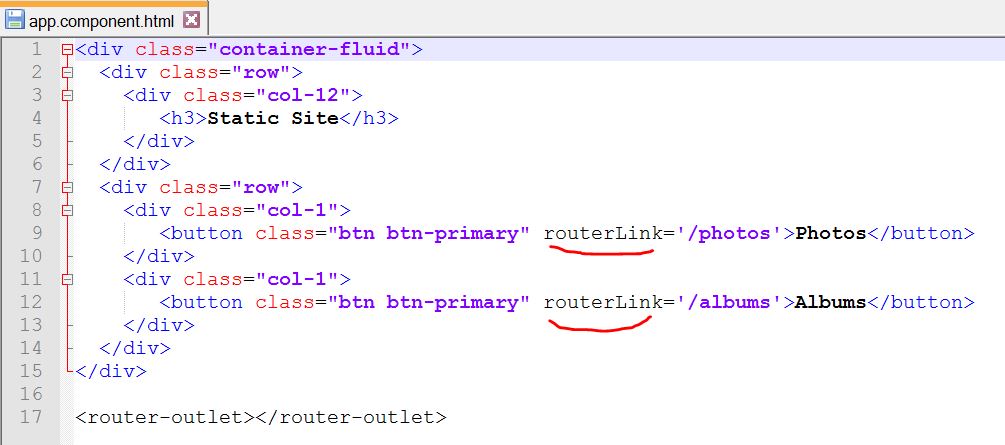 app.component.html
1 <div class="container-fluid">
2 <div class="row">
3 <div class="col-12">
4 <h3>Static Site</h3>
5 </div>
6 </div>
7 <div class="row">
8 <div class="col-1">
9 <button class="btn btn-primary" routerLink='/photos'>Photos</button>
10 </div>
11 <div class="col-1">
12 <button class="btn btn-primary" routerLink='/albums'>Albums</button>
13 </div>
14 </div>
15 </div>
16
17 <router-outlet></router-outlet>